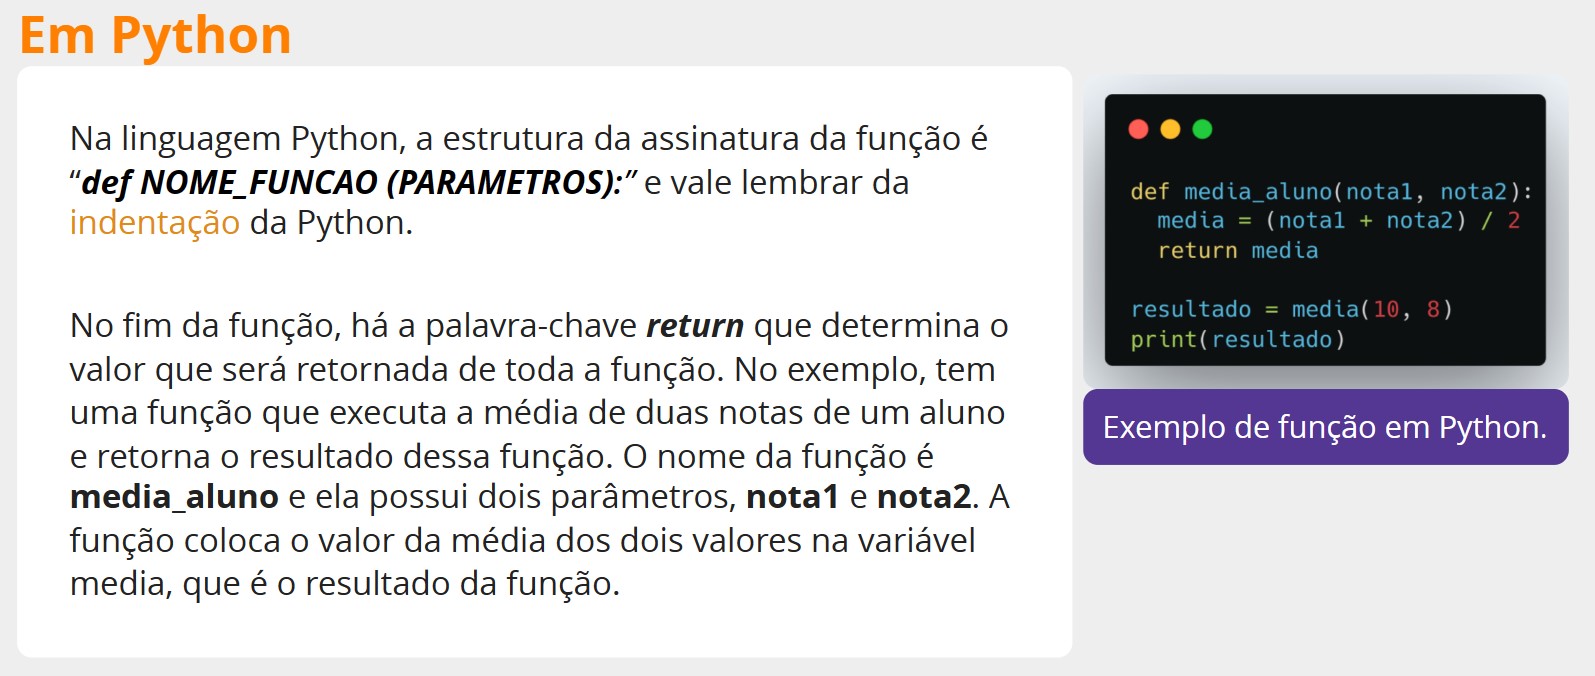 Em Python
Na linguagem Python, a estrutura da assinatura da função é
“def NOME_FUNCAO (PARAMETROS):” e vale lembrar da
indentação da Python.
No fim da função, há a palavra-chave return que determina o
valor que será retornada de toda a função. No exemplo, tem
uma função que executa a média de duas notas de um aluno
e retorna o resultado dessa função. O nome da função é
media_aluno e ela possui dois parâmetros, nota1 e nota2. A
função coloca o valor da média dos dois valores na variável
media, que é o resultado da função.
def media_aluno(nota1, nota2):
  media = (nota1 + nota2) / 2
  return media
resultado = media(10, 8)
print(resultado)
Exemplo de função em Python.